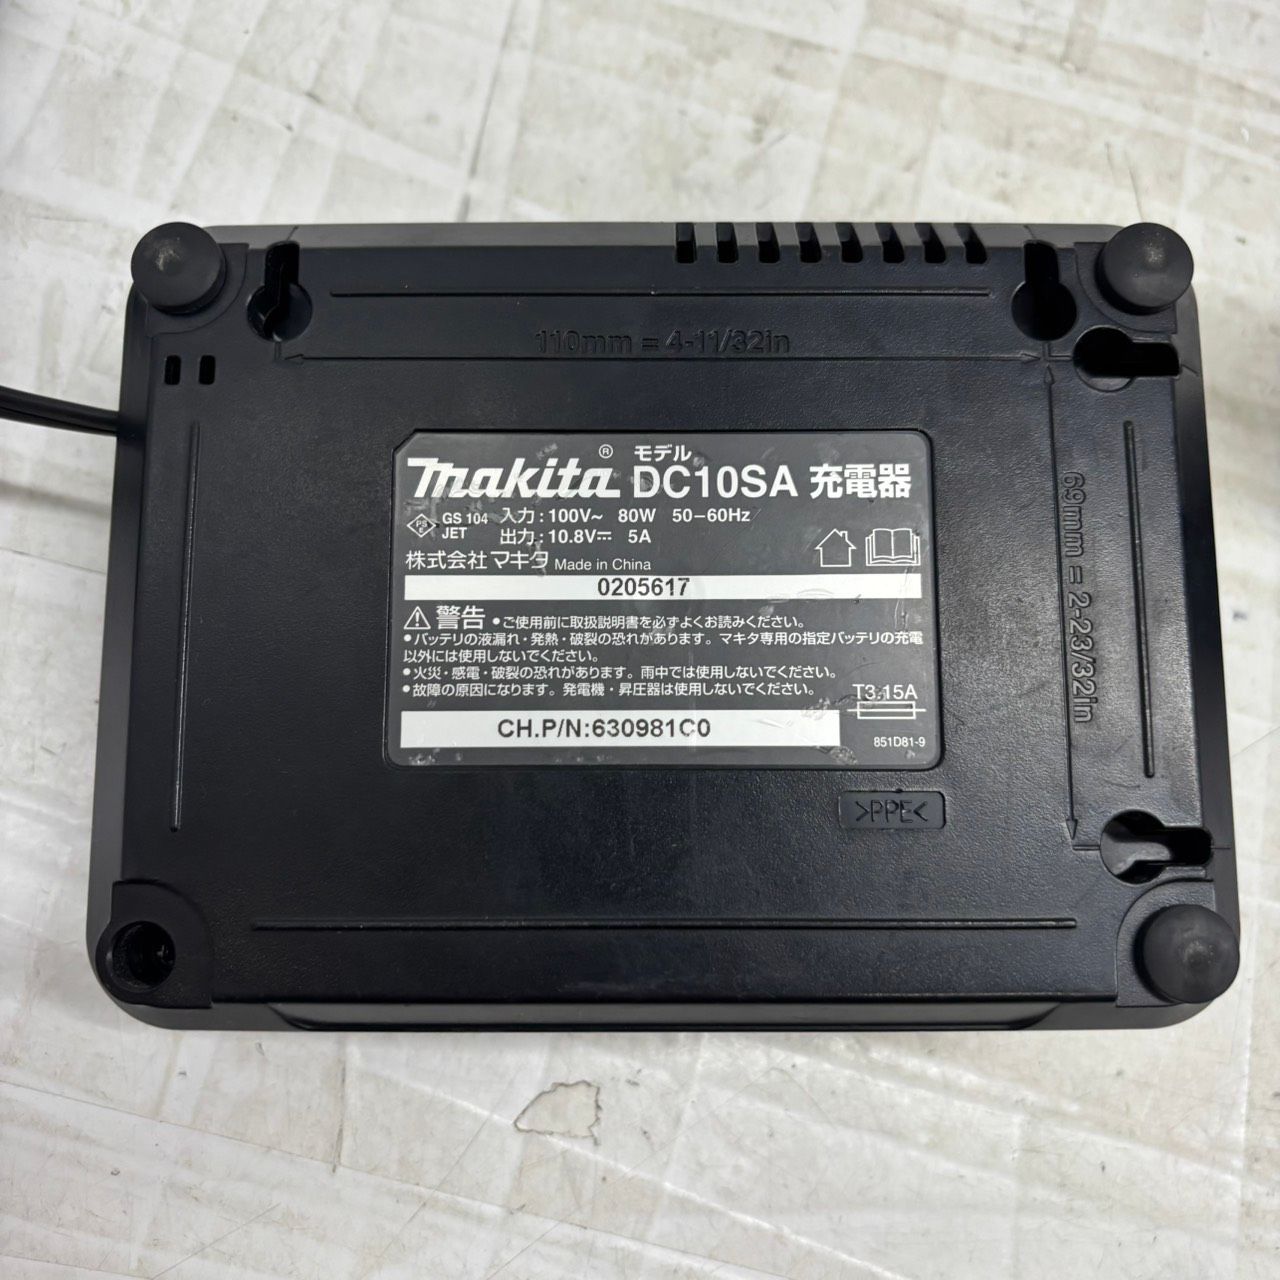 110mm = 4-11/32in
makita® モデル DC10SA 充電器
PSE GS 104 JET
入力:100V~ 80W 50-60Hz
出力:10.8V⎓ 5A
株式会社マキタ Made in China
0205617
⚠警告 ●ご使用前に取扱説明書を必ずよくお読みください。
●バッテリの液漏れ・発熱・破裂の恐れがあります。マキタ専用の指定バッテリの充電
以外には使用しないでください。
●火災・感電・破裂の恐れがあります。雨中では使用しないでください。
●故障の原因になります。発電機・昇圧器は使用しないでください。
T3.15A
CH.P/N:630981C0
851D81-9
69mm = 2-23/32in
>PPE<